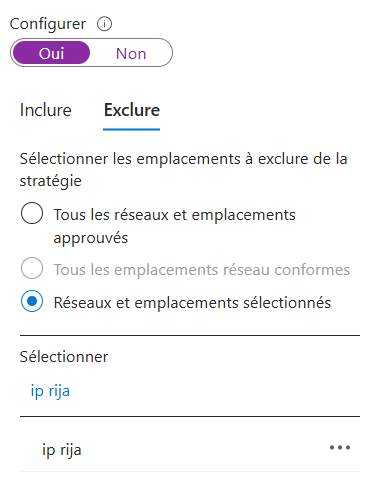 Configurer
Oui Non
Inclure Exclure
Sélectionner les emplacements à exclure de la
stratégie
Tous les réseaux et emplacements
approuvés
Tous les emplacements réseau conformes
Réseaux et emplacements sélectionnés
Sélectionner
ip rija
ip rija